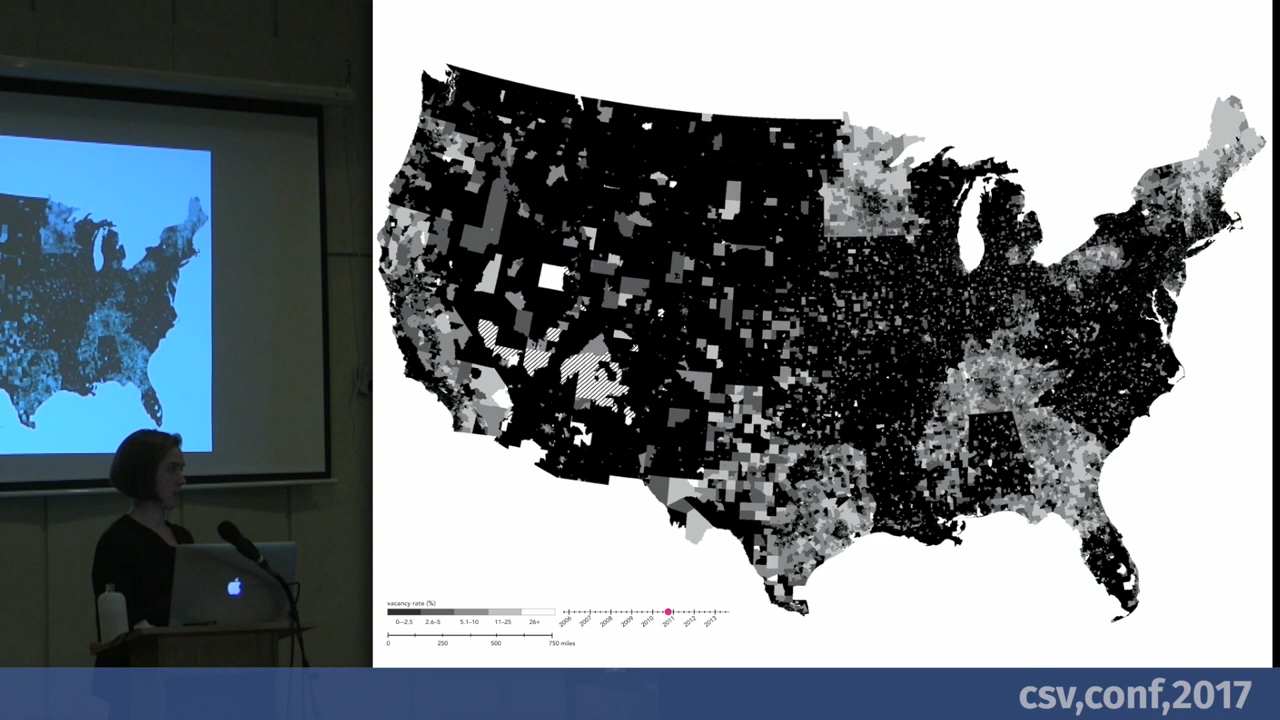 vacancy rate (%)
0—2.5 2.6-5 5.1-10 11-25 26+
2006 2007 2008 2009 2010 2011 2012 2013
0 250 500 750 miles
csv,conf,2017